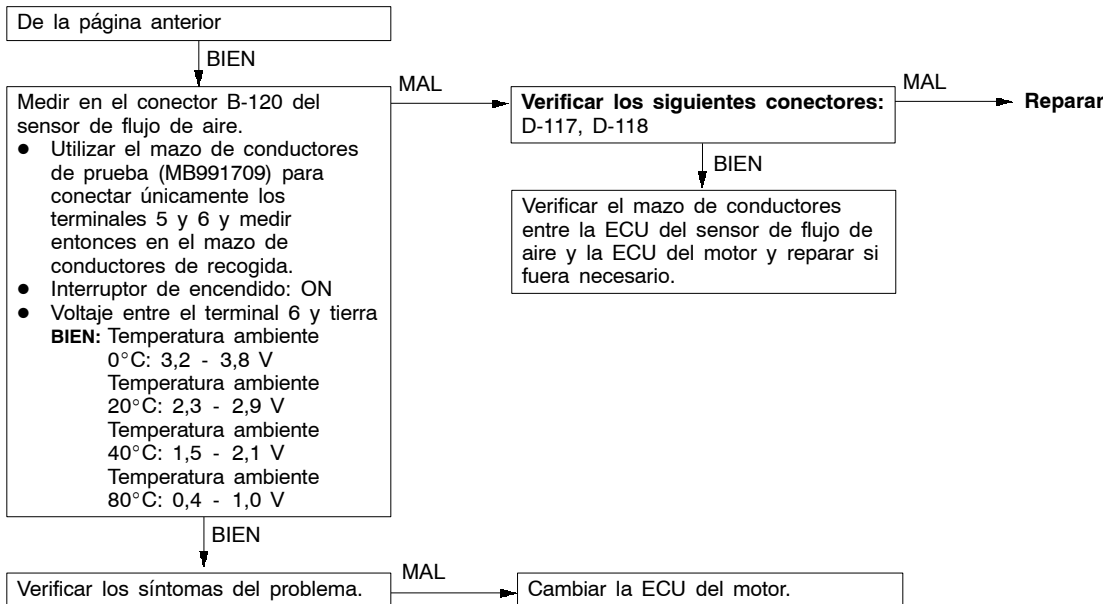 De la página anterior
BIEN
Medir en el conector B-120 del
sensor de flujo de aire.
● Utilizar el mazo de conductores
de prueba (MB991709) para
conectar únicamente los
terminales 5 y 6 y medir
entonces en el mazo de
conductores de recogida.
● Interruptor de encendido: ON
● Voltaje entre el terminal 6 y tierra
BIEN: Temperatura ambiente
0°C: 3,2 - 3,8 V
Temperatura ambiente
20°C: 2,3 - 2,9 V
Temperatura ambiente
40°C: 1,5 - 2,1 V
Temperatura ambiente
80°C: 0,4 - 1,0 V
MAL
Verificar los siguientes conectores:
D-117, D-118
MAL
Reparar
BIEN
Verificar el mazo de conductores
entre la ECU del sensor de flujo de
aire y la ECU del motor y reparar si
fuera necesario.
BIEN
Verificar los síntomas del problema.
MAL
Cambiar la ECU del motor.